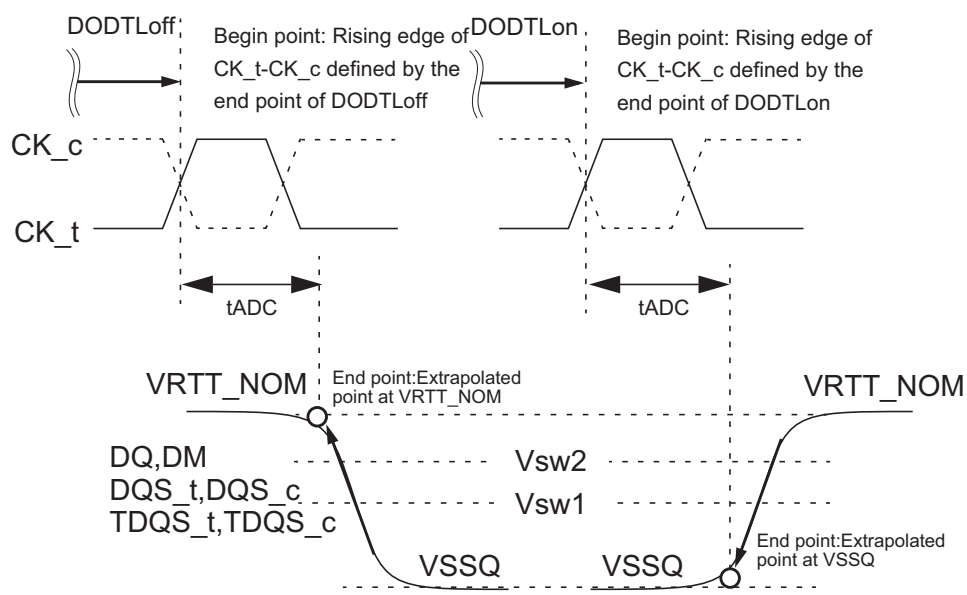 DODTLoff
Begin point: Rising edge of
CK_t-CK_c defined by the
end point of DODTLoff
DODTLon
Begin point: Rising edge of
CK_t-CK_c defined by the
end point of DODTLon
CK_c
CK_t
tADC
tADC
VRTT_NOM
End point:Extrapolated
point at VRTT_NOM
VRTT_NOM
DQ,DM
DQS_t,DQS_c
TDQS_t,TDQS_c
Vsw2
Vsw1
VSSQ
VSSQ
End point:Extrapolated
point at VSSQ